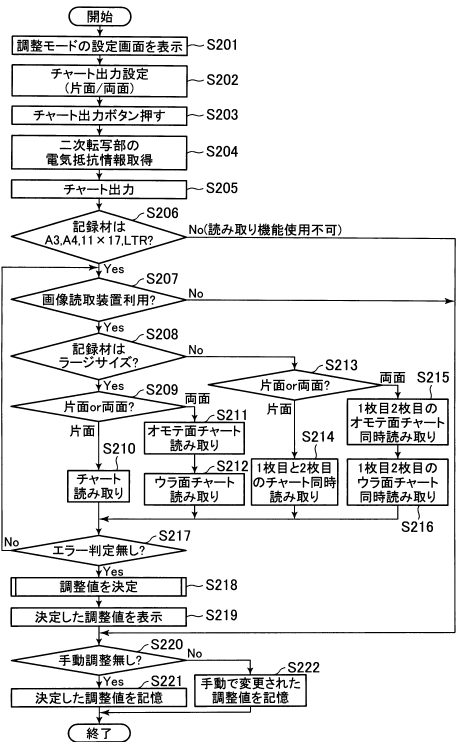 開始
調整モードの設定画面を表示
S201
チャート出力設定
(片面/両面)
S202
チャート出力ボタン押す
S203
二次転写部の
電気抵抗情報取得
S204
チャート出力
S205
S206
記録材は
A3,A4,11×17,LTR?
No(読み取り機能使用不可)
Yes
S207
画像読取装置利用?
No
Yes
S208
記録材は
ラージサイズ?
No
Yes
S209
片面or両面?
両面
片面
S213
片面or両面?
両面
片面
S215
1枚目2枚目の
オモテ面チャート
同時読み取り
S211
オモテ面チャート
読み取り
S210
チャート
読み取り
S212
ウラ面チャート
読み取り
S214
1枚目と2枚目
のチャート同時
読み取り
1枚目2枚目の
ウラ面チャート
同時読み取り
S216
S217
エラー判定無し?
No
Yes
調整値を決定
S218
決定した調整値を表示
S219
S220
手動調整無し?
No
Yes
S221
決定した調整値を記憶
S222
手動で変更された
調整値を記憶
終了